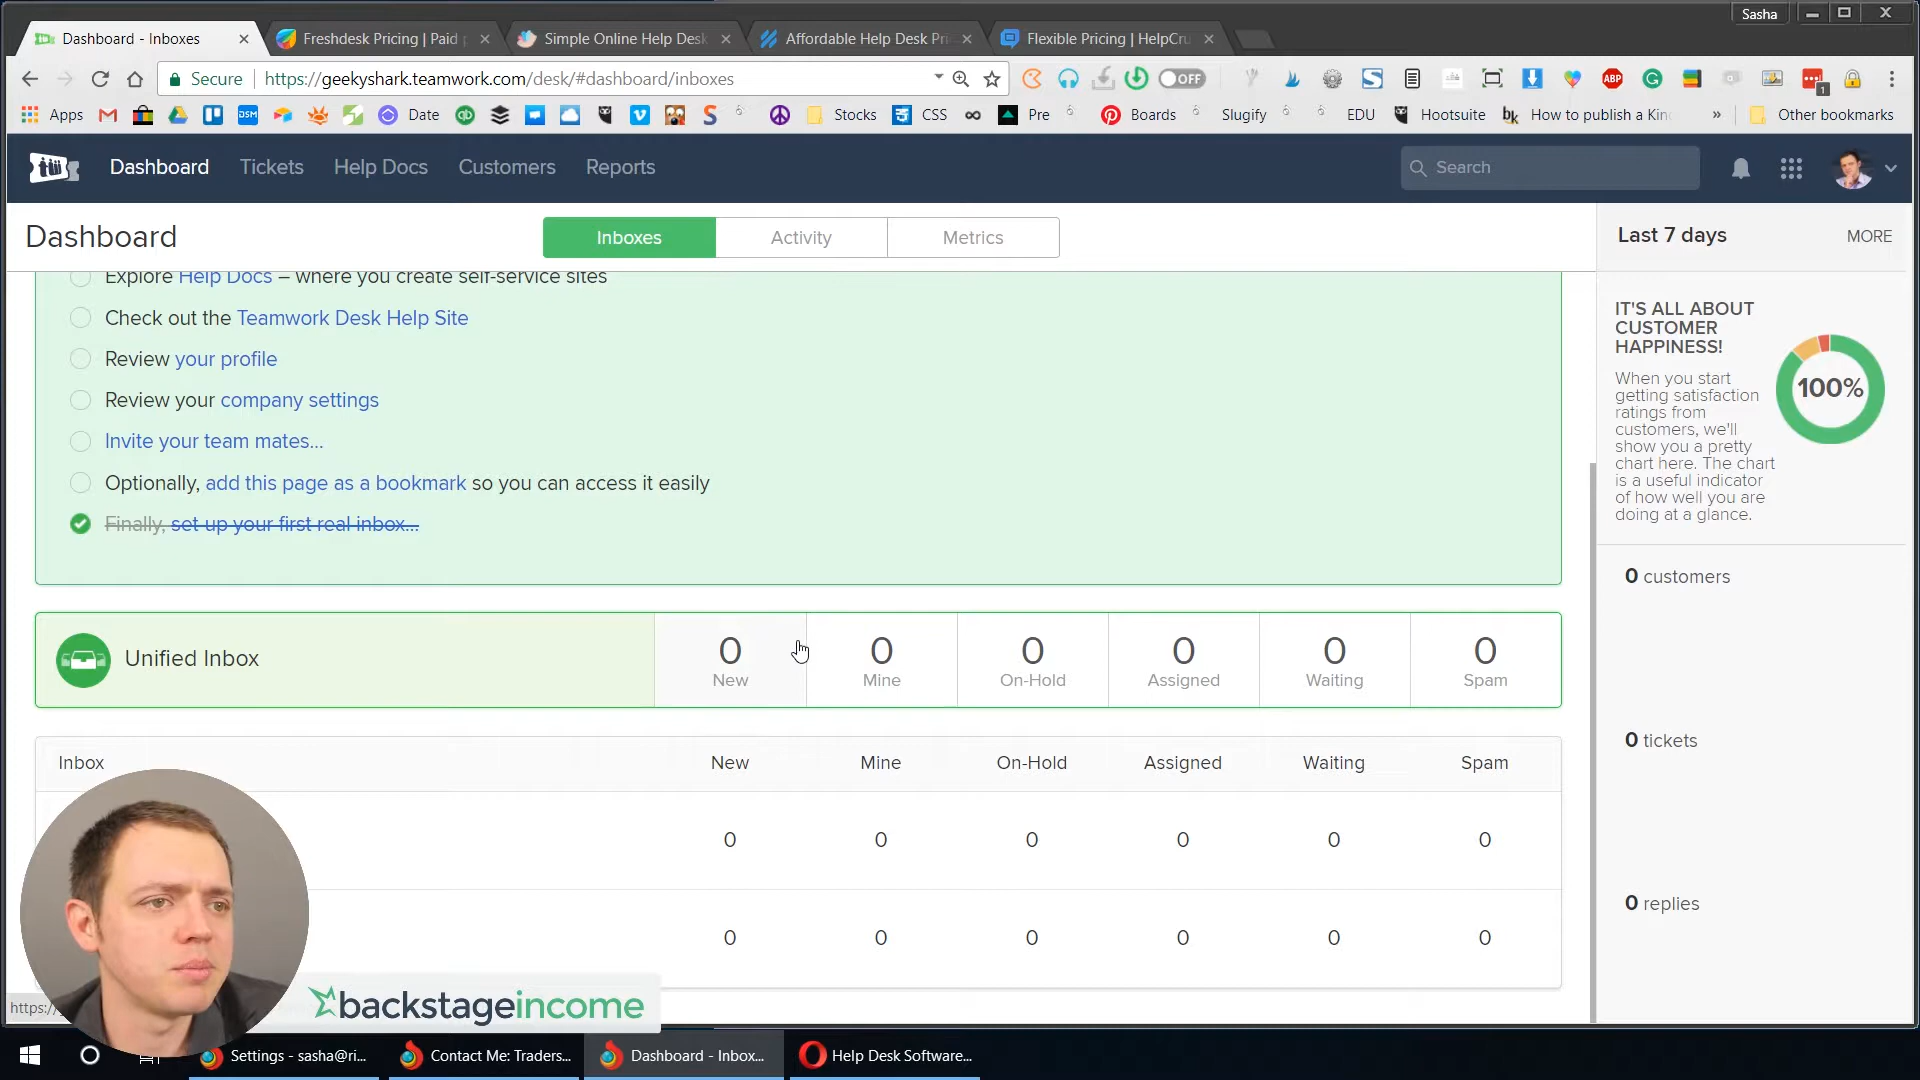 Sasha
Dashboard - Inboxes
Freshdesk Pricing | Paid p
Simple Online Help Desk
Affordable Help Desk Pri
Flexible Pricing | HelpCru
Secure
https://geekyshark.teamwork.com/desk/#dashboard/inboxes
OFF
ABP
1
Apps
DSM
Date
Stocks
CSS
Pre
Boards
Slugify
EDU
Hootsuite
bk
How to publish a Kin
»
Other bookmarks
Dashboard
Tickets
Help Docs
Customers
Reports
Search
Dashboard
Inboxes
Activity
Metrics
Last 7 days
MORE
Explore Help Docs – where you create self-service sites
Check out the Teamwork Desk Help Site
Review your profile
Review your company settings
Invite your team mates...
Optionally, add this page as a bookmark so you can access it easily
Finally, set up your first real inbox...
IT'S ALL ABOUT
CUSTOMER
HAPPINESS!
When you start
getting satisfaction
ratings from
customers, we'll
show you a pretty
chart here. The chart
is a useful indicator
of how well you are
doing at a glance.
100%
0 customers
0 tickets
0 replies
Unified Inbox
0 New
0 Mine
0 On-Hold
0 Assigned
0 Waiting
0 Spam
Inbox New Mine On-Hold Assigned Waiting Spam
0 0 0 0 0 0
0 0 0 0 0 0
backstageincome
https://
Settings - sasha@ri...
Contact Me: Traders...
Dashboard - Inbox...
Help Desk Software...